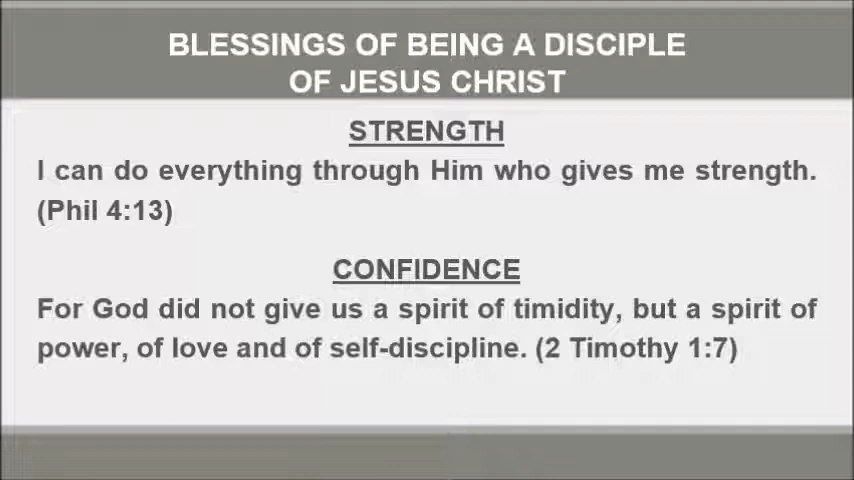 BLESSINGS OF BEING A DISCIPLE
OF JESUS CHRIST
STRENGTH
I can do everything through Him who gives me strength.
(Phil 4:13)
CONFIDENCE
For God did not give us a spirit of timidity, but a spirit of
power, of love and of self-discipline. (2 Timothy 1:7)